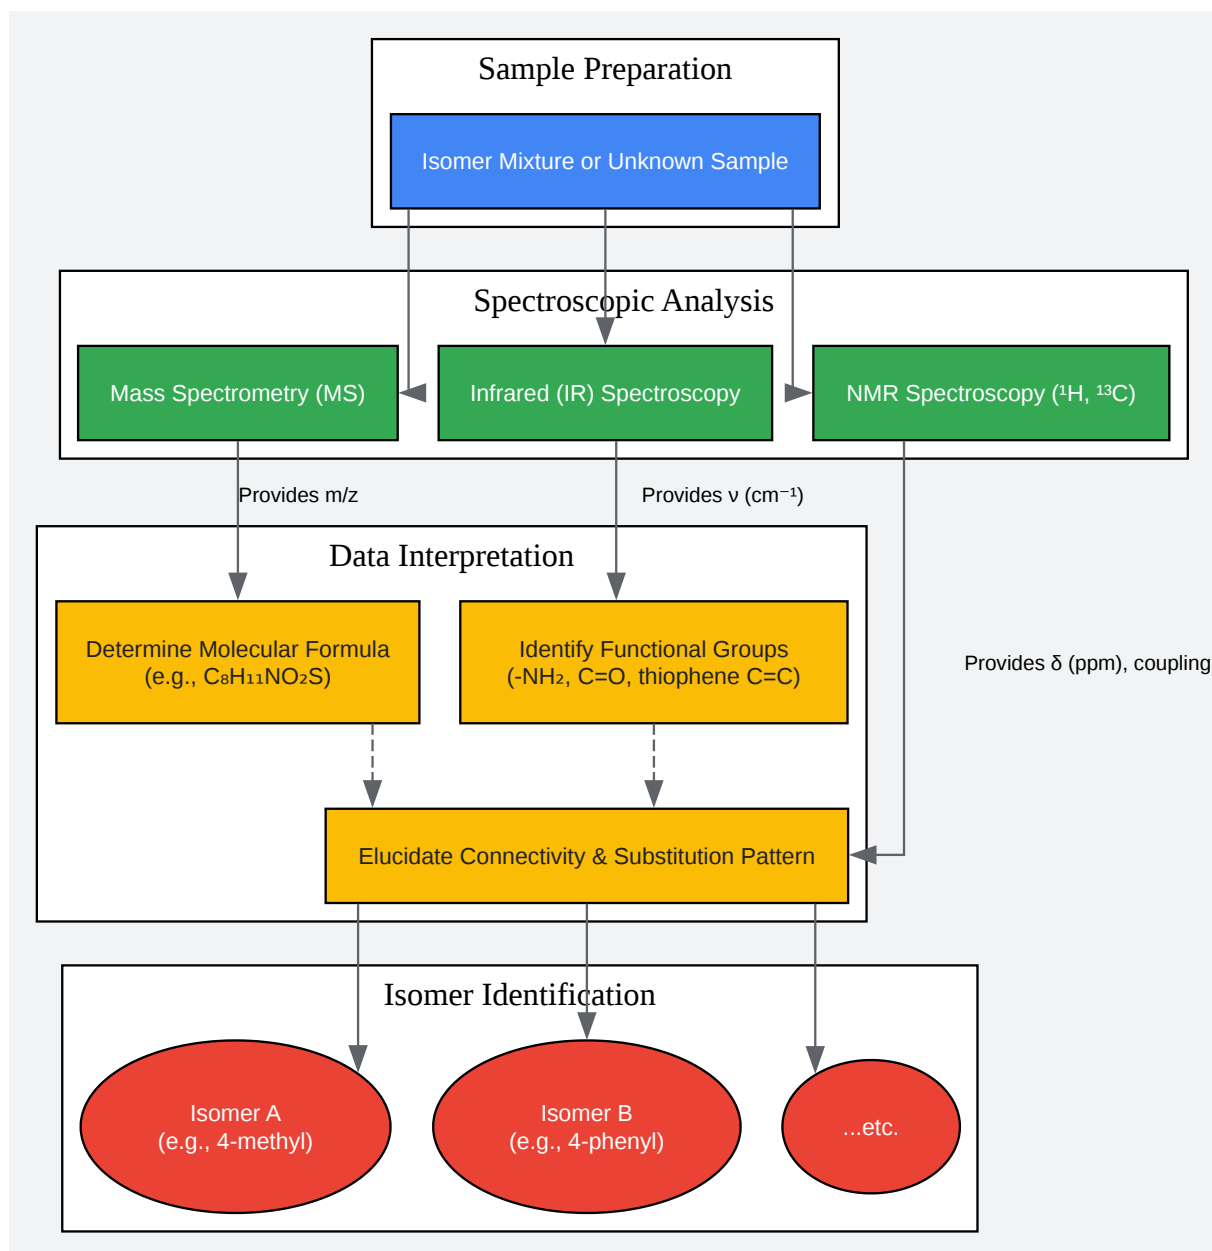 Sample Preparation
Isomer Mixture or Unknown Sample
Spectroscopic Analysis
Mass Spectrometry (MS)
Infrared (IR) Spectroscopy
NMR Spectroscopy (¹H, ¹³C)
Provides m/z
Provides ν (cm⁻¹)
Data Interpretation
Determine Molecular Formula
(e.g., C₈H₁₁NO₂S)
Identify Functional Groups
(-NH₂, C=O, thiophene C=C)
Provides δ (ppm), coupling
Elucidate Connectivity & Substitution Pattern
Isomer Identification
Isomer A
(e.g., 4-methyl)
Isomer B
(e.g., 4-phenyl)
...etc.